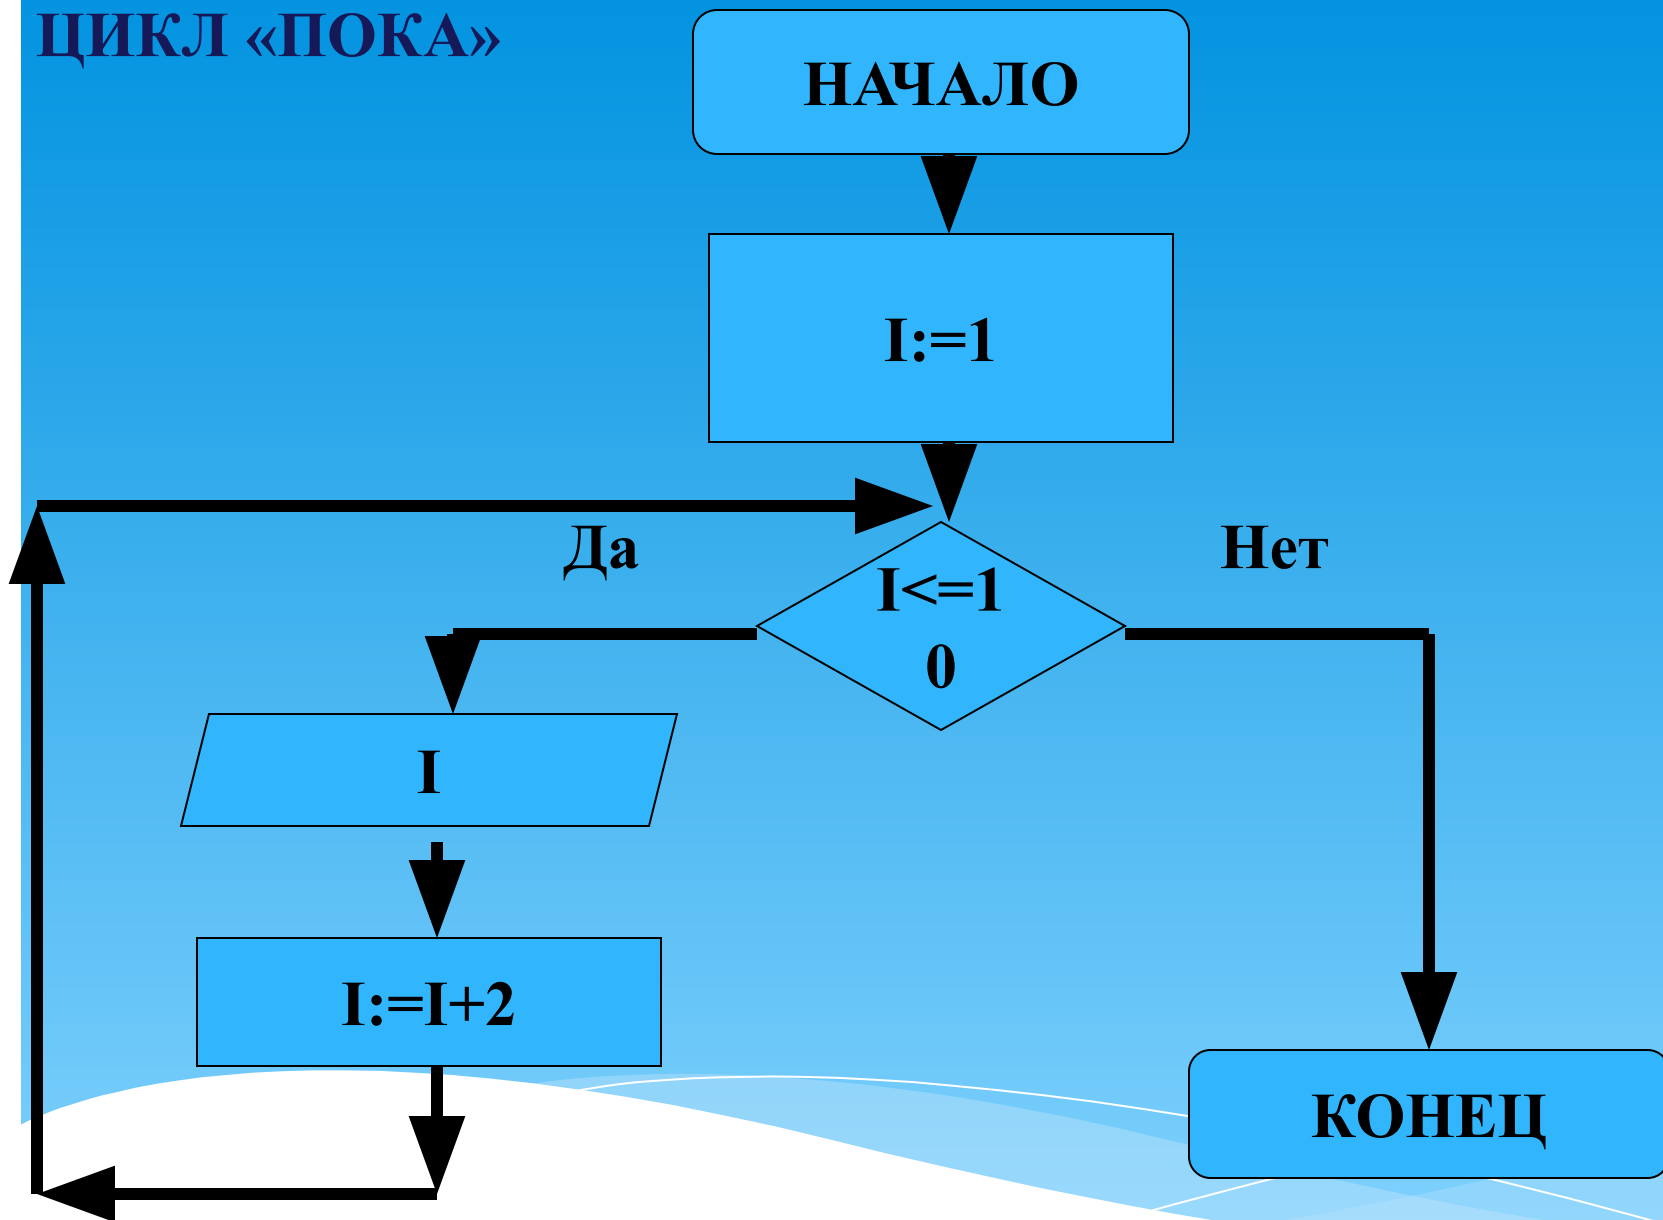 ЦИКЛ «ПОКА»
НАЧАЛО
I:=1
Да
Нет
I<=1
0
I
I:=I+2
КОНЕЦ